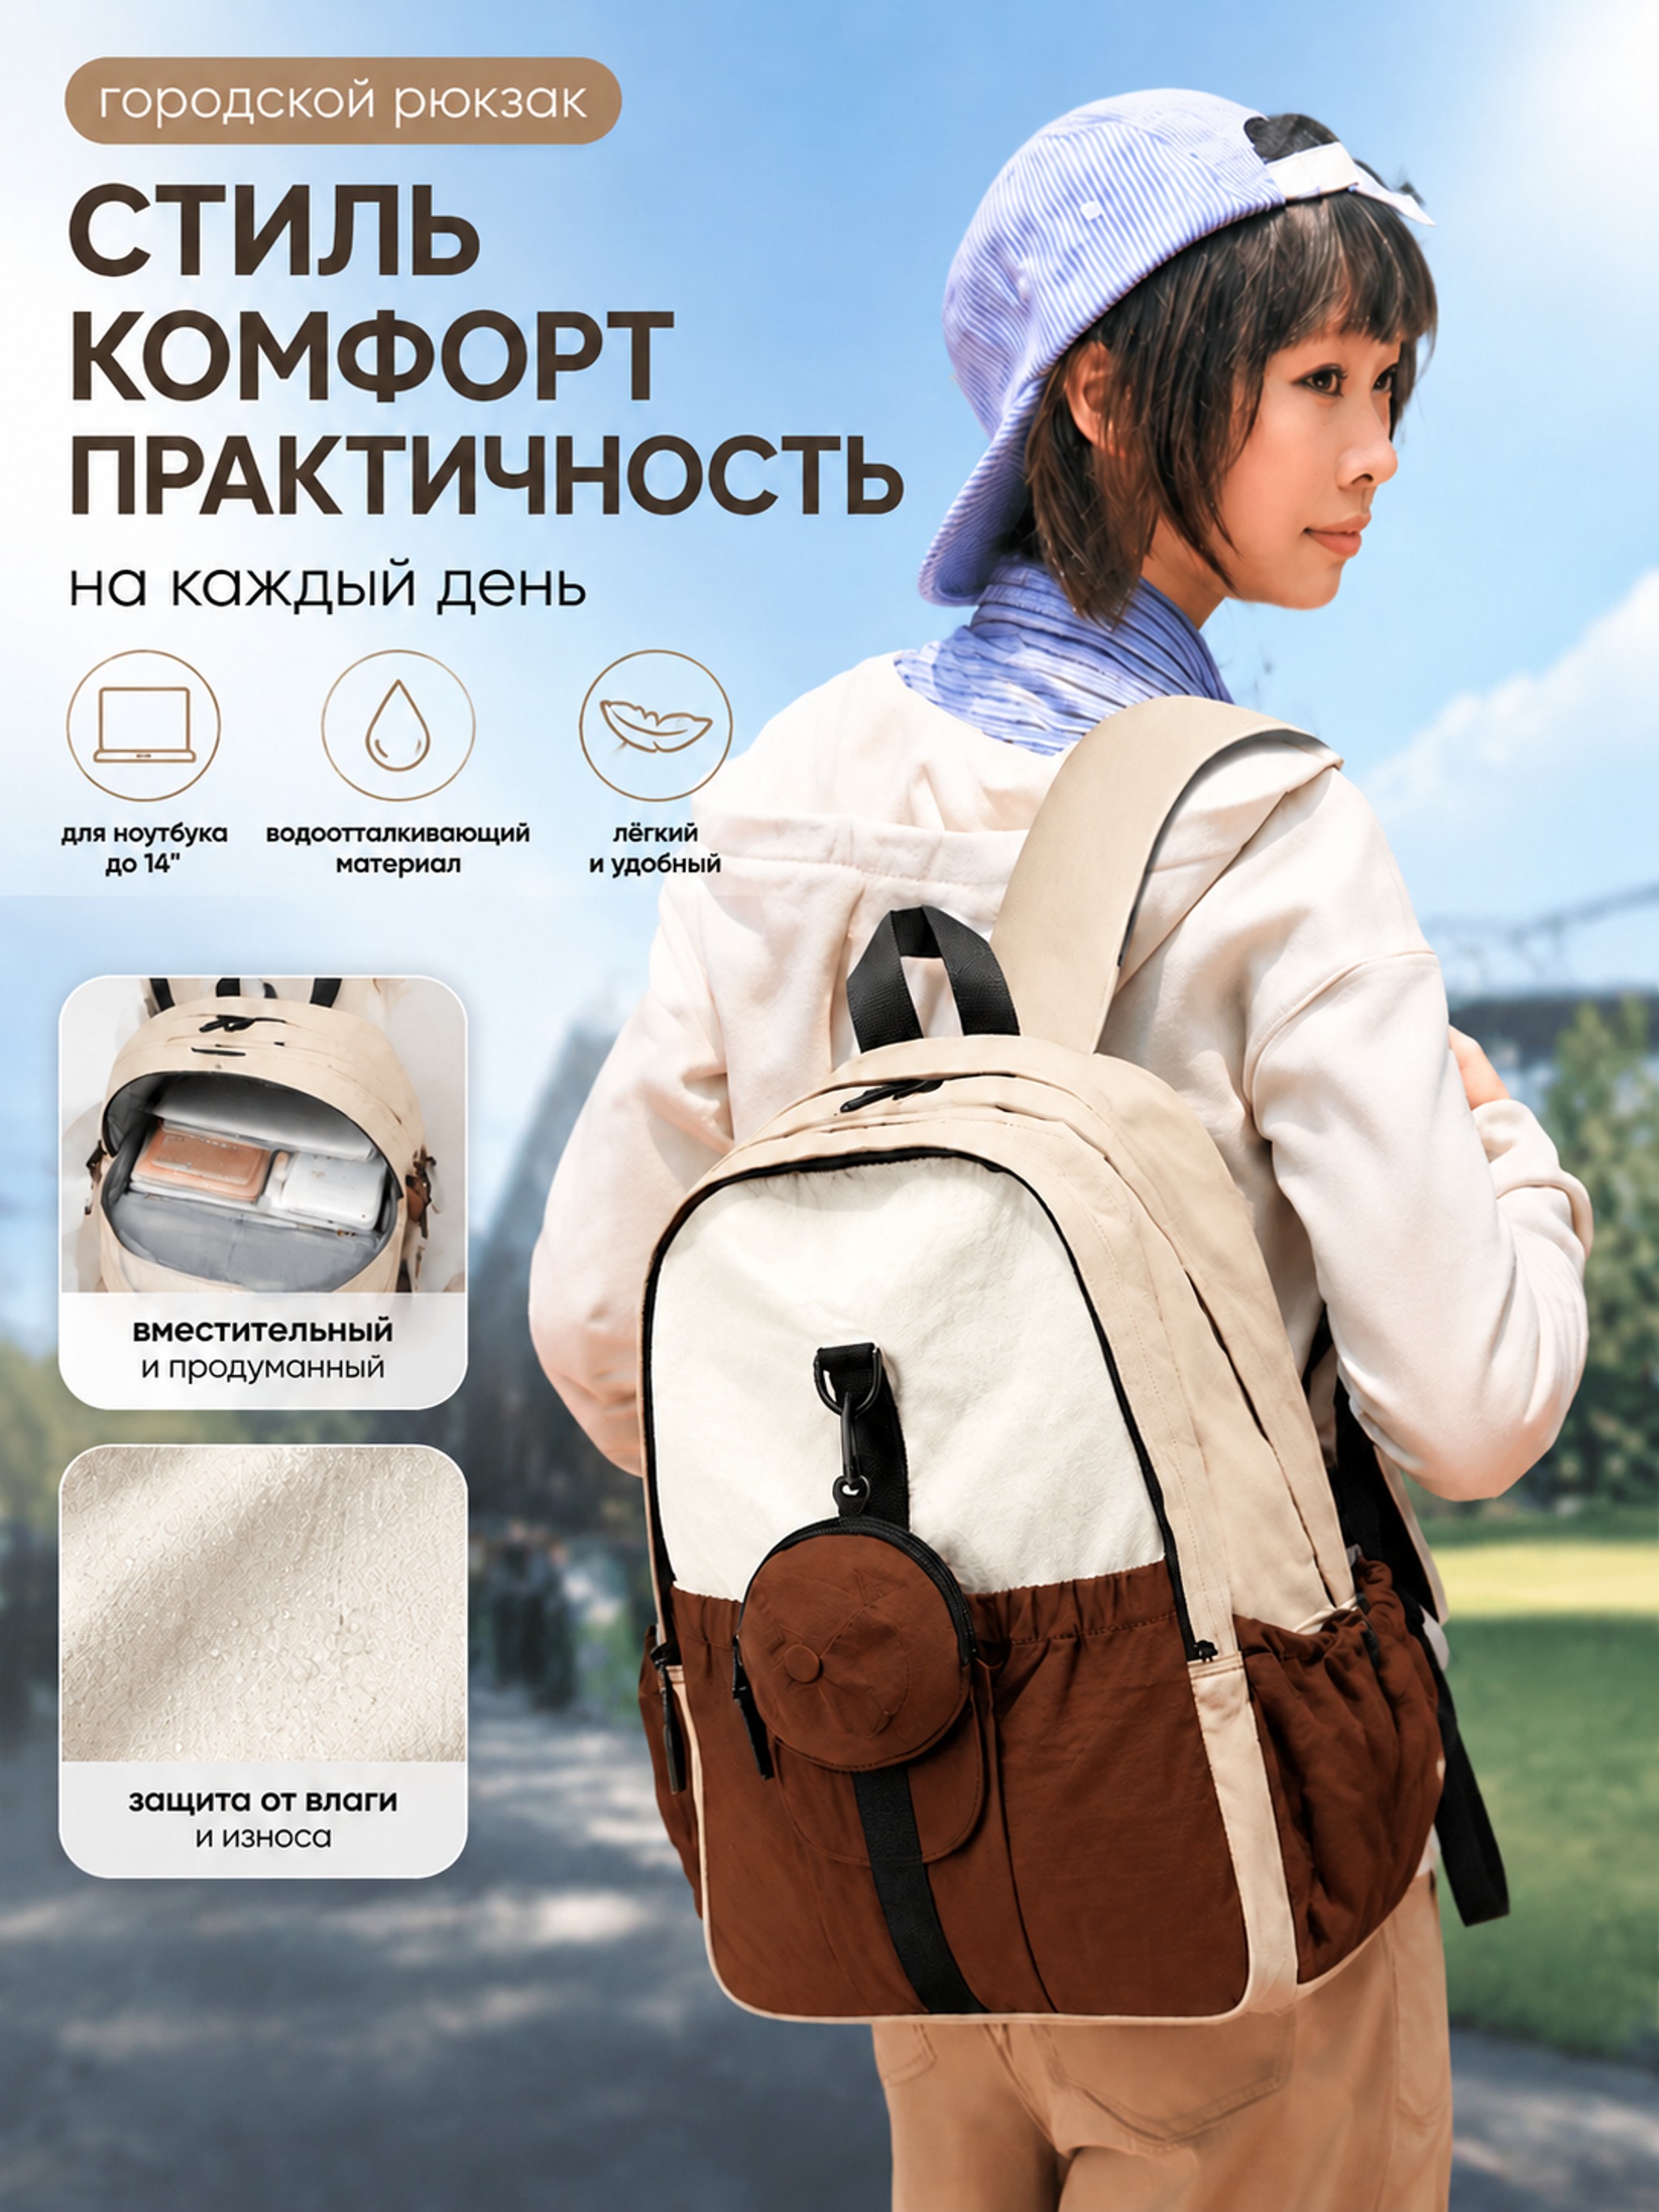 городской рюкзак
СТИЛЬ
КОМФОРТ
ПРАКТИЧНОСТЬ
на каждый день
для ноутбука
до 14"
водоотталкивающий
материал
лёгкий
и удобный
вместительный
и продуманный
защита от влаги
и износа